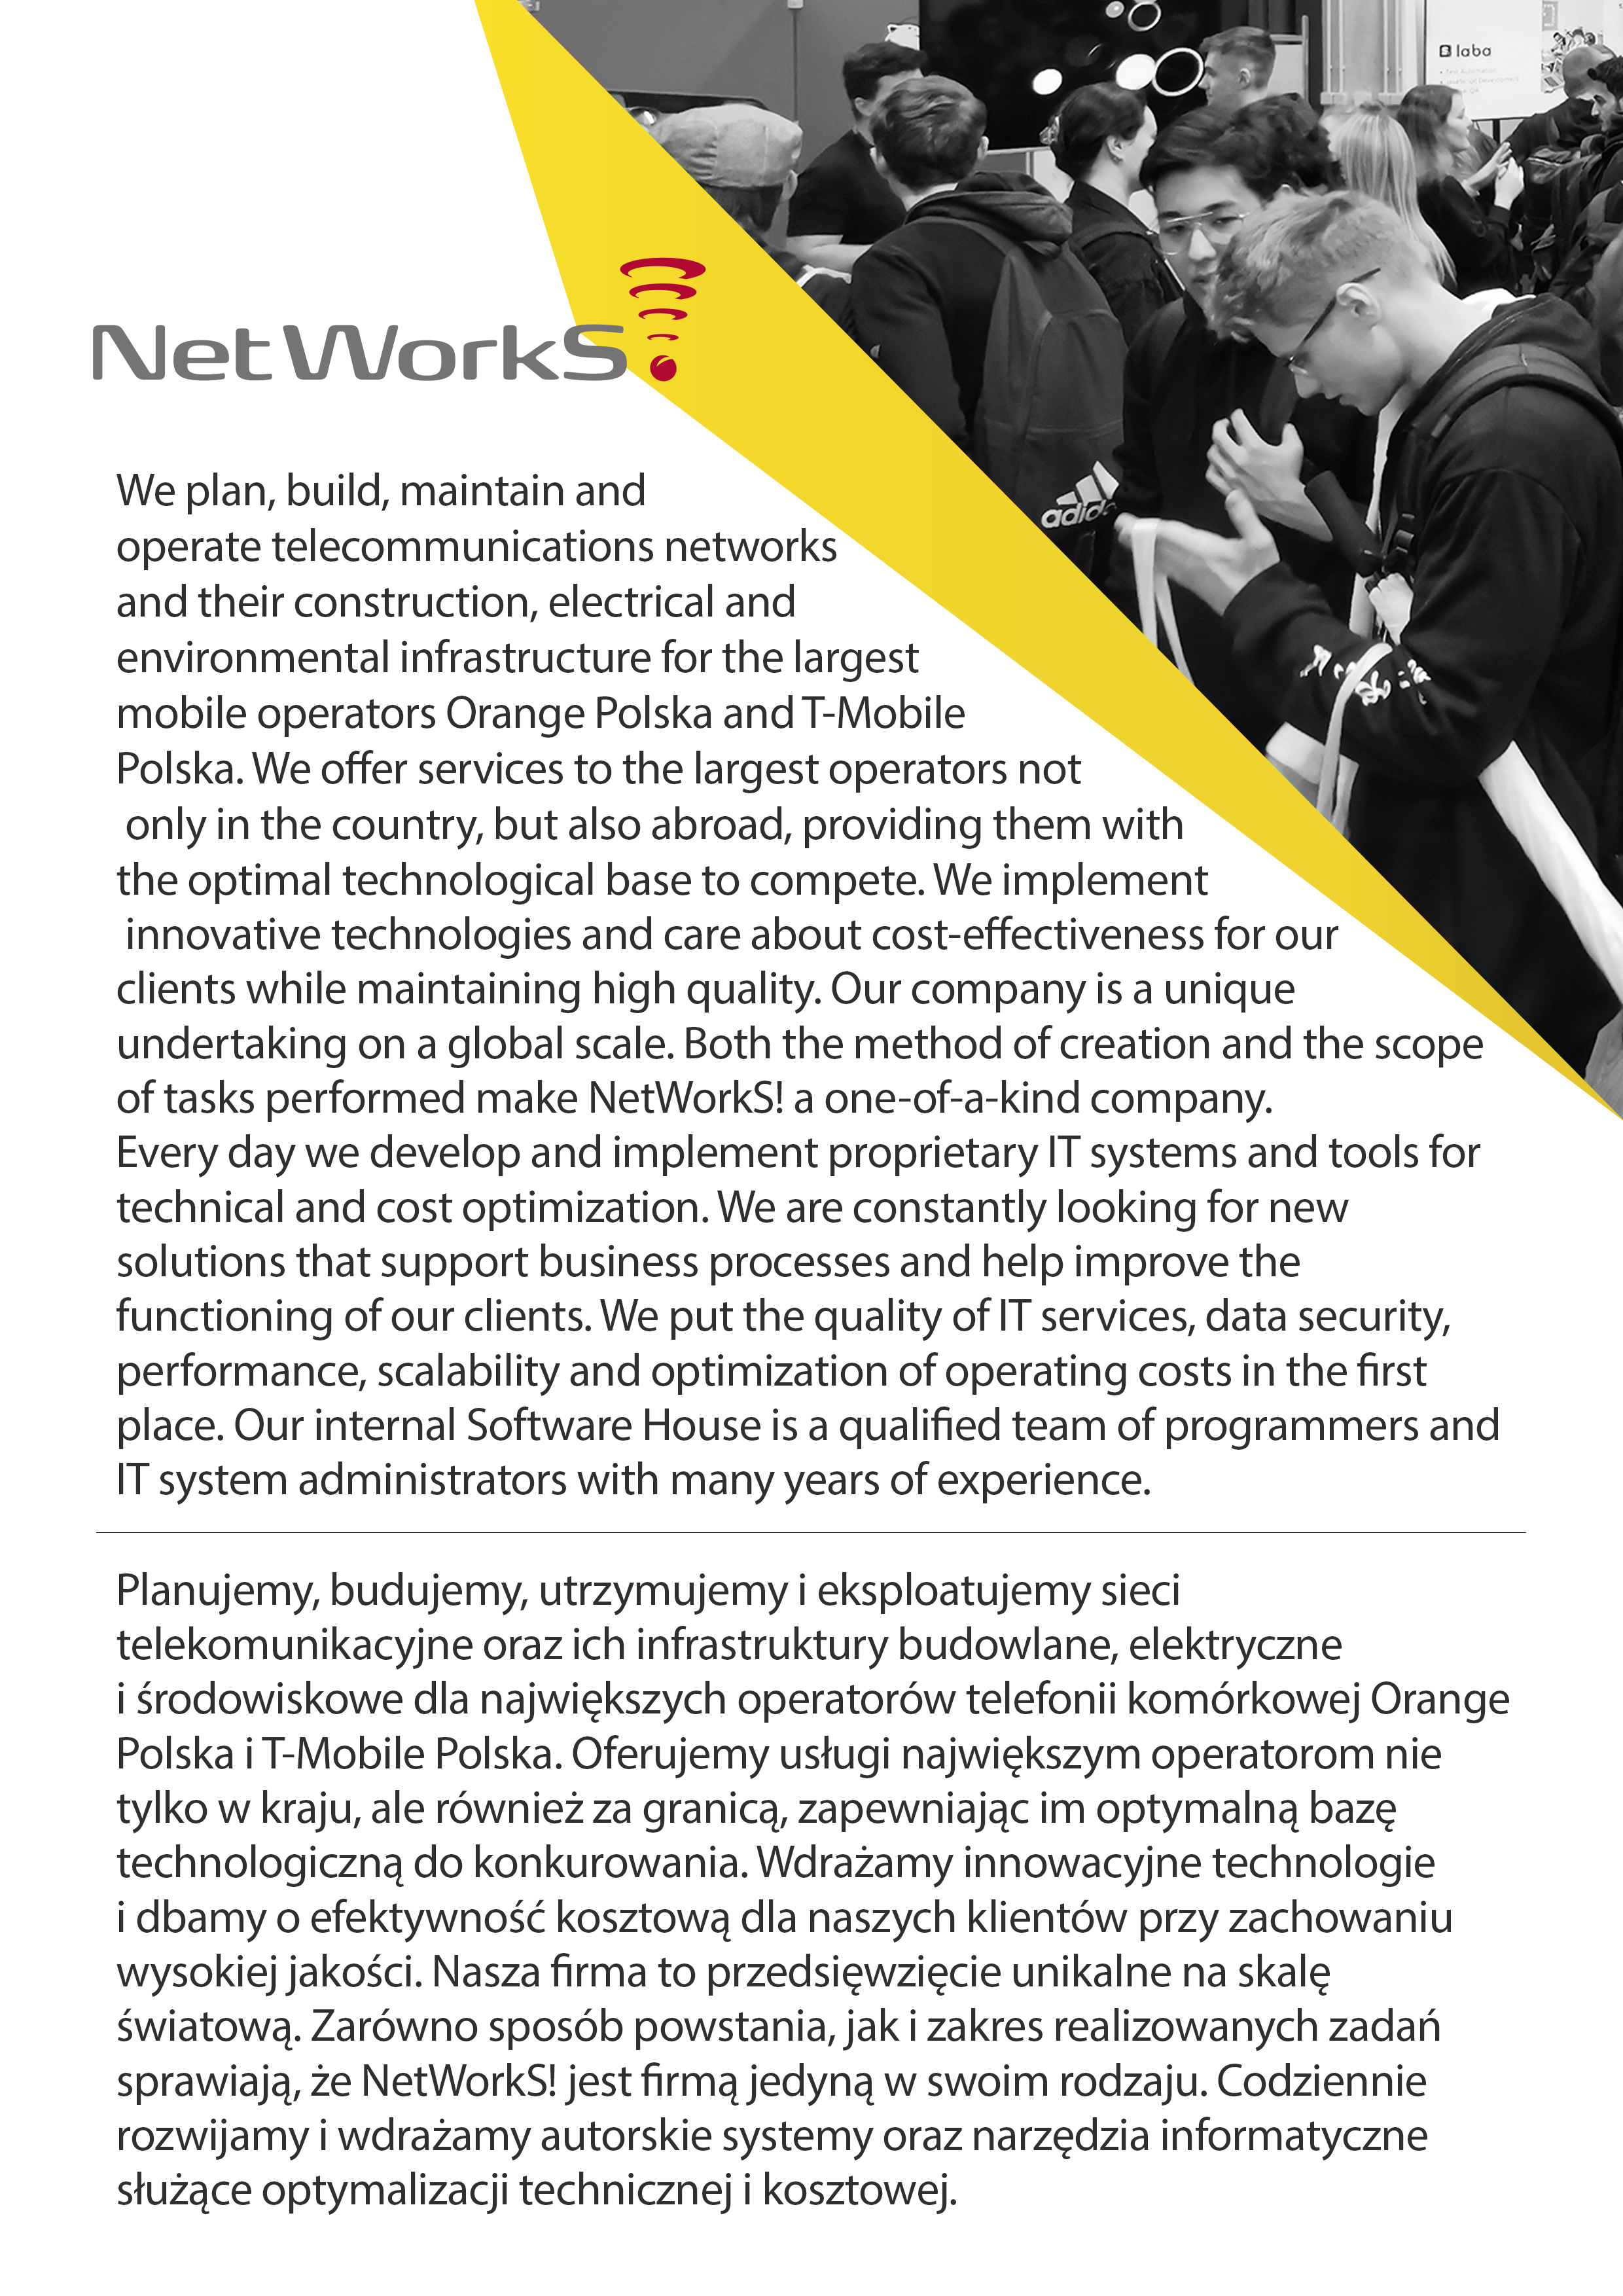 laba
adidas
NetWorkS!
We plan, build, maintain and
operate telecommunications networks
and their construction, electrical and
environmental infrastructure for the largest
mobile operators Orange Polska and T-Mobile
Polska. We offer services to the largest operators not
only in the country, but also abroad, providing them with
the optimal technological base to compete. We implement
innovative technologies and care about cost-effectiveness for our
clients while maintaining high quality. Our company is a unique
undertaking on a global scale. Both the method of creation and the scope
of tasks performed make NetWorkS! a one-of-a-kind company.
Every day we develop and implement proprietary IT systems and tools for
technical and cost optimization. We are constantly looking for new
solutions that support business processes and help improve the
functioning of our clients. We put the quality of IT services, data security,
performance, scalability and optimization of operating costs in the first
place. Our internal Software House is a qualified team of programmers and
IT system administrators with many years of experience.
Planujemy, budujemy, utrzymujemy i eksploatujemy sieci
telekomunikacyjne oraz ich infrastruktury budowlane, elektryczne
i środowiskowe dla największych operatorów telefonii komórkowej Orange
Polska i T-Mobile Polska. Oferujemy usługi największym operatorom nie
tylko w kraju, ale również za granicą, zapewniając im optymalną bazę
technologiczną do konkurowania. Wdrażamy innowacyjne technologie
i dbamy o efektywność kosztową dla naszych klientów przy zachowaniu
wysokiej jakości. Nasza firma to przedsięwzięcie unikalne na skalę
światową. Zarówno sposób powstania, jak i zakres realizowanych zadań
sprawiają, że NetWorkS! jest firmą jedyną w swoim rodzaju. Codziennie
rozwijamy i wdrażamy autorskie systemy oraz narzędzia informatyczne
służące optymalizacji technicznej i kosztowej.